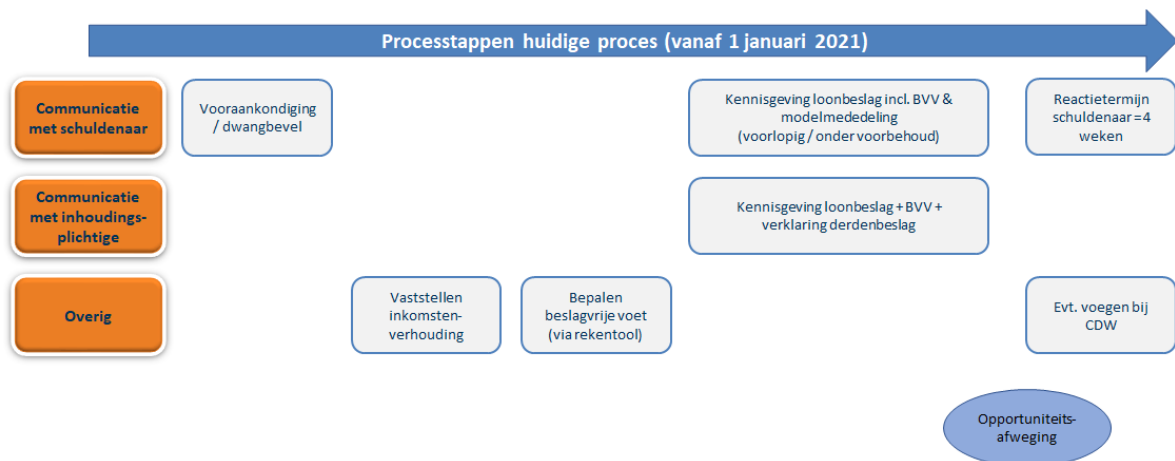 Processtappen huidige proces (vanaf 1 januari 2021)
Communicatie
met schuldenaar
Vooraankondiging
/ dwangbevel
Kennisgeving loonbeslag incl. BVV &
modelmededeling
(voorlopig / onder voorbehoud)
Reactietermijn
schuldenaar = 4
weken
Communicatie
met inhoudings-
plichtige
Kennisgeving loonbeslag + BVV +
verklaring derdenbeslag
Overig
Vaststellen
inkomsten-
verhouding
Bepalen
beslagvrije voet
(via rekentool)
Evt. voegen bij
CDW
Opportuniteits-
afweging